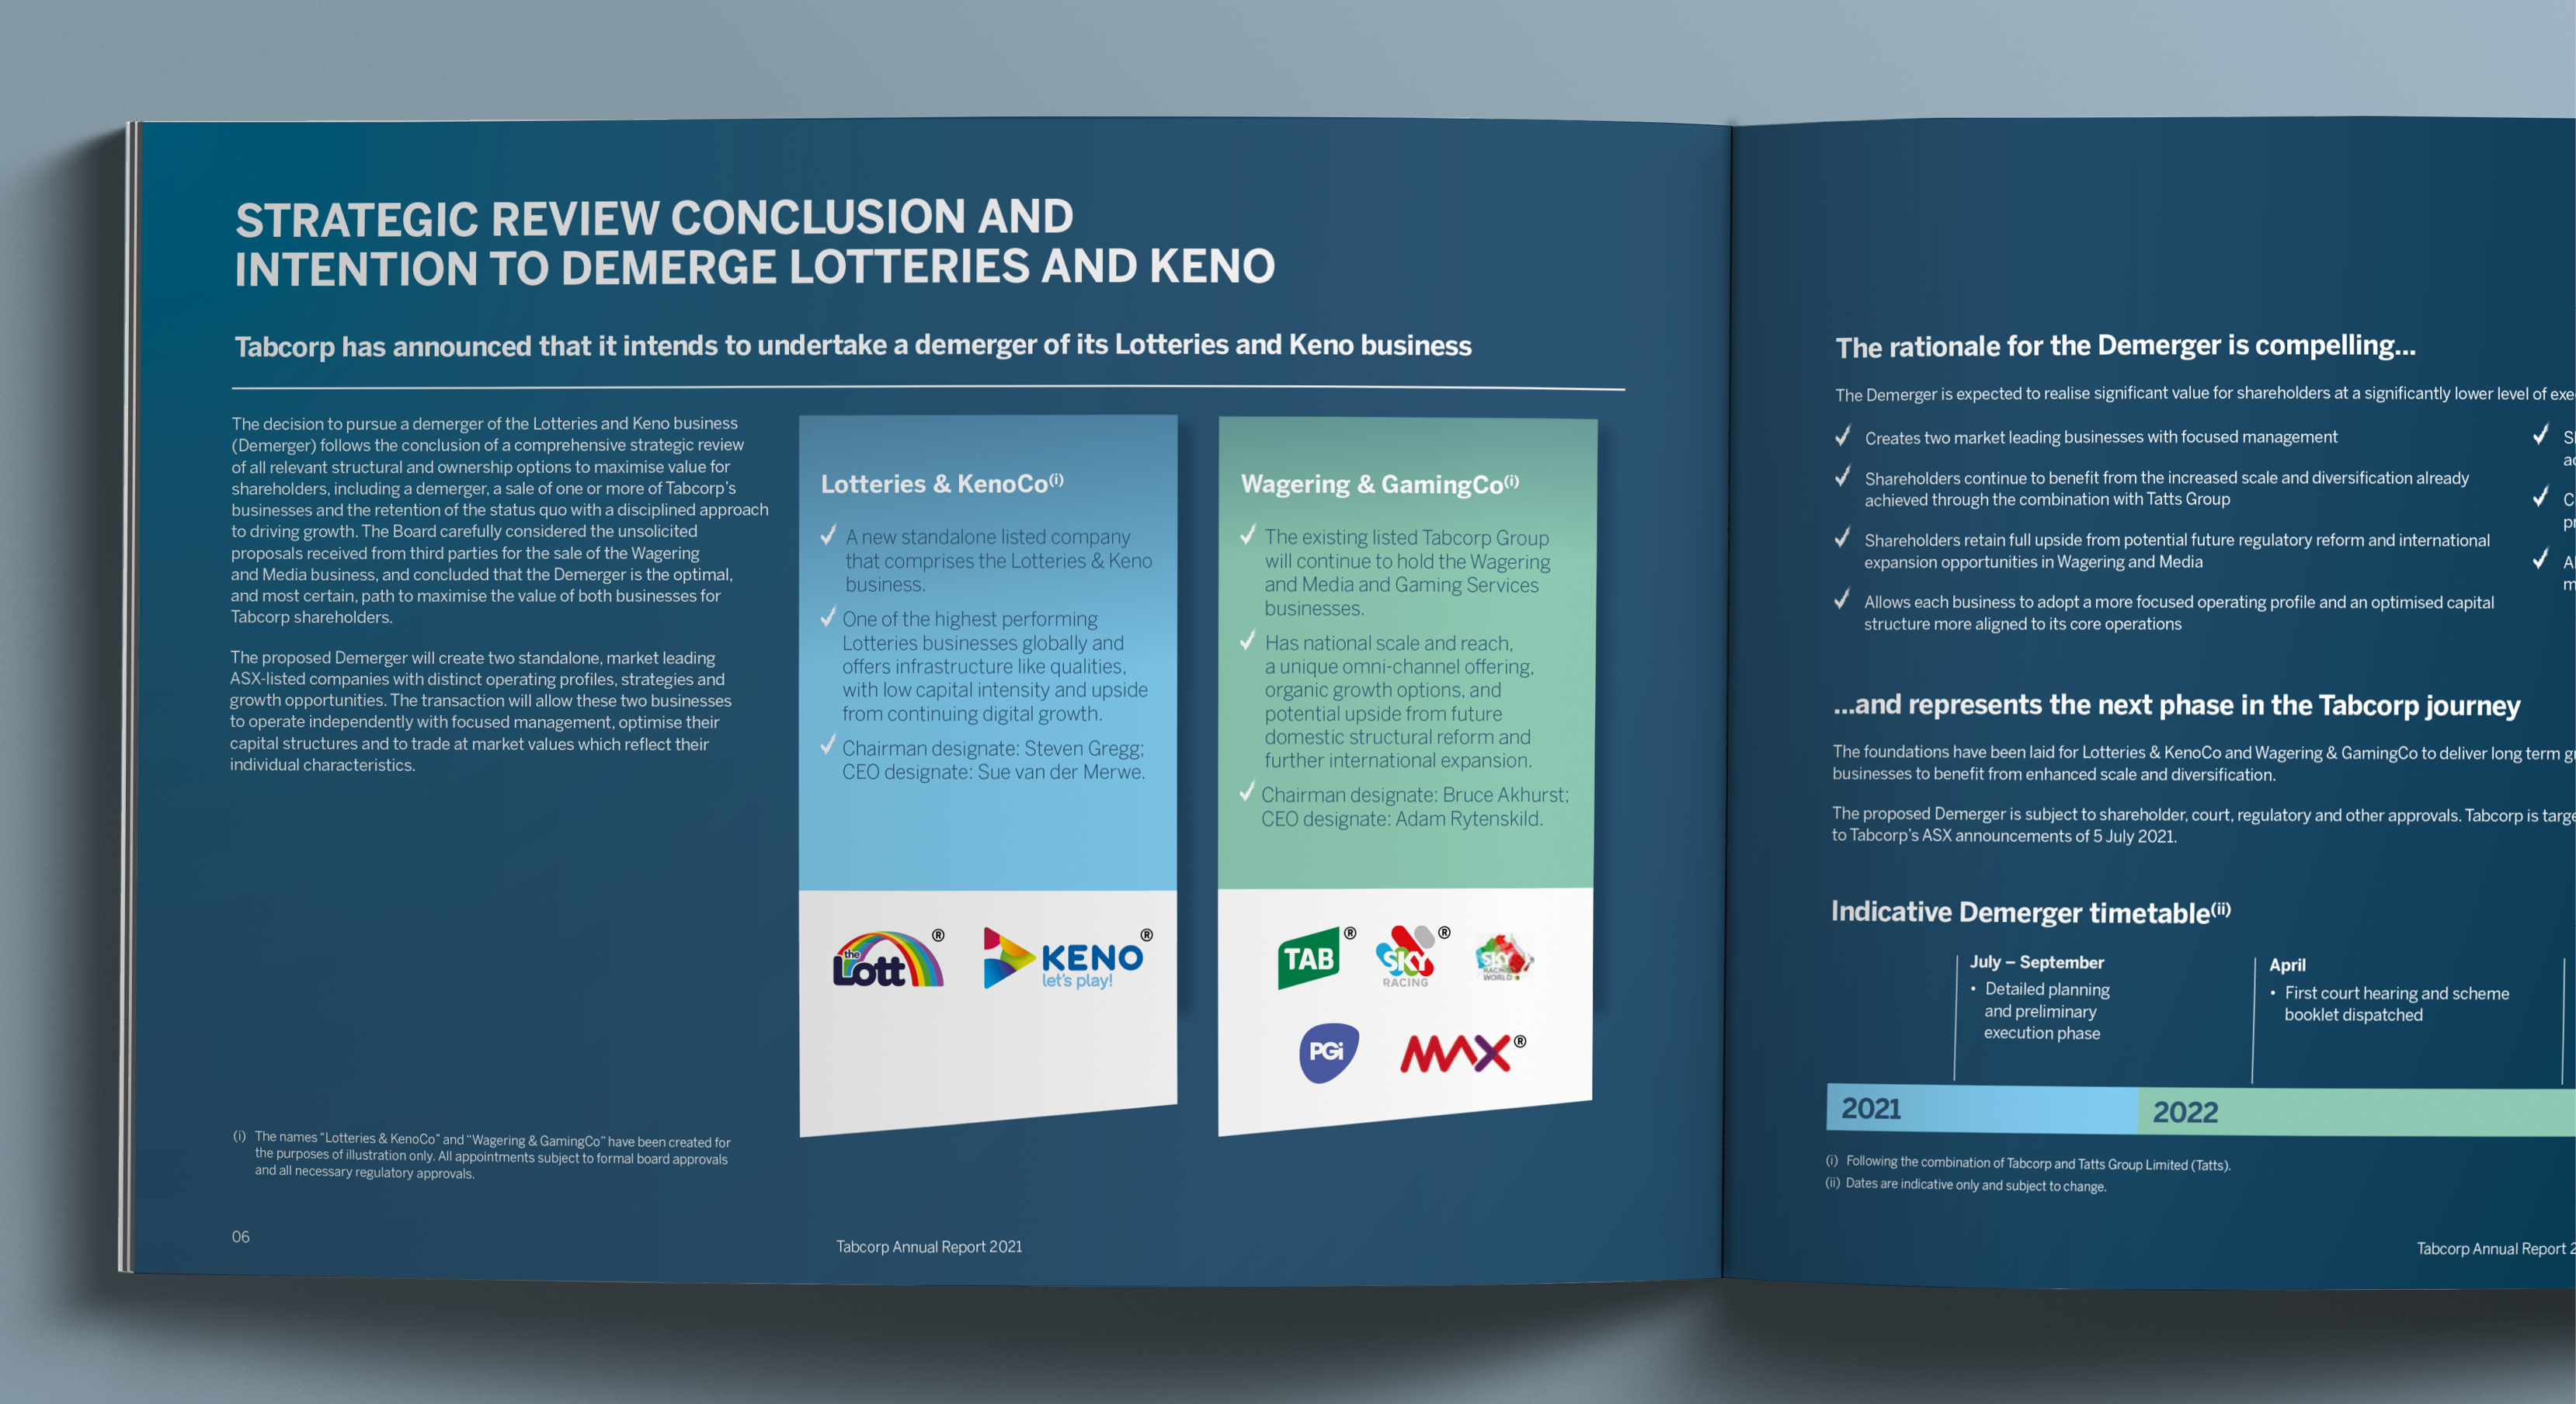 STRATEGIC REVIEW CONCLUSION AND
INTENTION TO DEMERGE LOTTERIES AND KENO
Tabcorp has announced that it intends to undertake a demerger of its Lotteries and Keno business
The decision to pursue a demerger of the Lotteries and Keno business
(Demerger) follows the conclusion of a comprehensive strategic review
of all relevant structural and ownership options to maximise value for
shareholders, including a demerger, a sale of one or more of Tabcorp's
businesses and the retention of the status quo with a disciplined approach
to driving growth. The Board carefully considered the unsolicited
proposals received from third parties for the sale of the Wagering
and Media business, and concluded that the Demerger is the optimal,
and most certain, path to maximise the value of both businesses for
Tabcorp shareholders.
The proposed Demerger will create two standalone, market leading
ASX-listed companies with distinct operating profiles, strategies and
growth opportunities. The transaction will allow these two businesses
to operate independently with focused management, optimise their
capital structures and to trade at market values which reflect their
individual characteristics.
Lotteries & KenoCo(i)
A new standalone listed company
that comprises the Lotteries & Keno
business.
One of the highest performing
Lotteries businesses globally and
offers infrastructure like qualities,
with low capital intensity and upside
from continuing digital growth.
Chairman designate: Steven Gregg;
CEO designate: Sue van der Merwe.
the
Lott ®
KENO ®
let's play!
Wagering & GamingCo(i)
The existing listed Tabcorp Group
will continue to hold the Wagering
and Media and Gaming Services
businesses.
Has national scale and reach,
a unique omni-channel offering,
organic growth options, and
potential upside from future
domestic structural reform and
further international expansion.
Chairman designate: Bruce Akhurst;
CEO designate: Adam Rytenskild.
TAB ®
SKY ®
RACING
SKY
RACING
WORLD
PGi
MAX ®
(i) The names "Lotteries & KenoCo" and "Wagering & GamingCo" have been created for
the purposes of illustration only. All appointments subject to formal board approvals
and all necessary regulatory approvals.
06
Tabcorp Annual Report 2021
The rationale for the Demerger is compelling...
The Demerger is expected to realise significant value for shareholders at a significantly lower level of
Creates two market leading businesses with focused management
Shareholders continue to benefit from the increased scale and diversification already
achieved through the combination with Tatts Group
Shareholders retain full upside from potential future regulatory reform and international
expansion opportunities in Wagering and Media
Allows each business to adopt a more focused operating profile and an optimised capital
structure more aligned to its core operations
...and represents the next phase in the Tabcorp journey
The foundations have been laid for Lotteries & KenoCo and Wagering & GamingCo to deliver long term
businesses to benefit from enhanced scale and diversification.
The proposed Demerger is subject to shareholder, court, regulatory and other approvals. Tabcorp is
to Tabcorp's ASX announcements of 5 July 2021.
Indicative Demerger timetable(ii)
July – September
• Detailed planning
and preliminary
execution phase
April
• First court hearing and scheme
booklet dispatched
2021
2022
(i) Following the combination of Tabcorp and Tatts Group Limited (Tatts).
(ii) Dates are indicative only and subject to change.
Tabcorp Annual Report